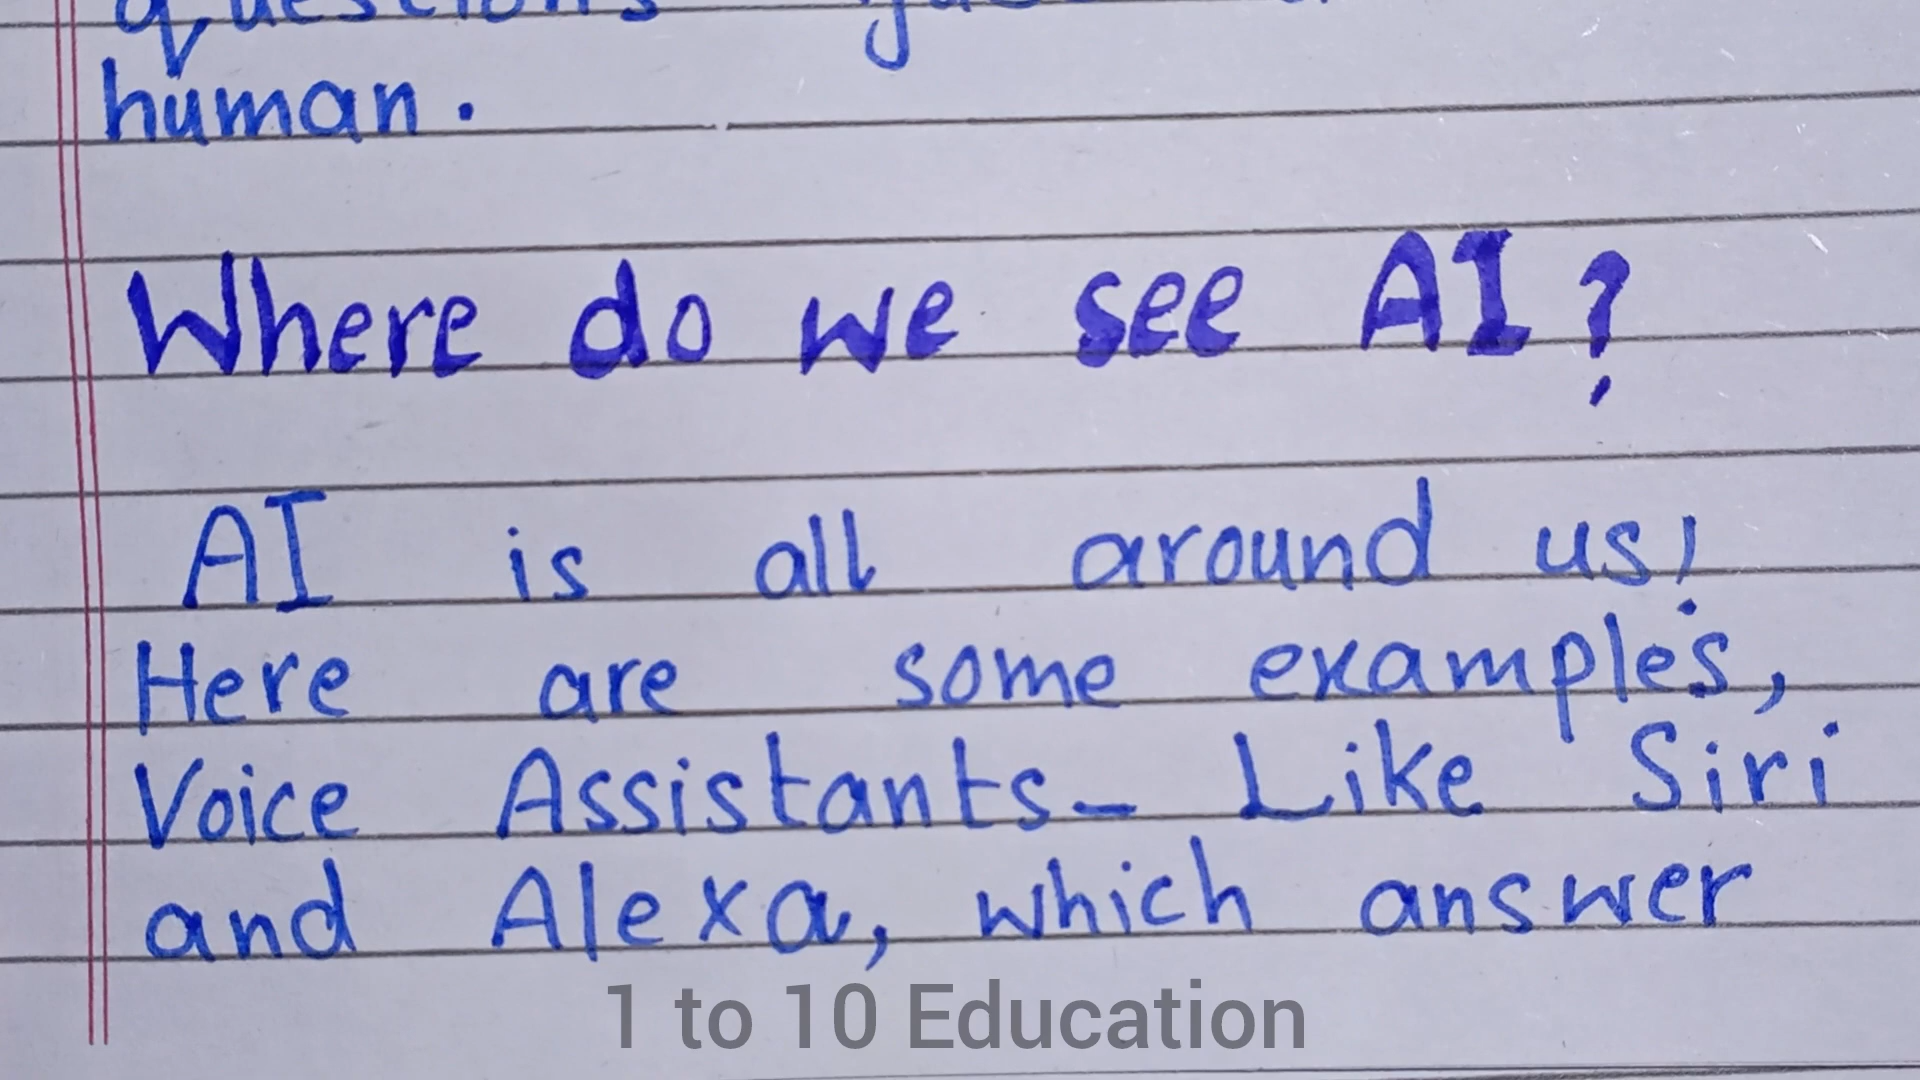 questions
human.
Where do we see AI?
AI is all around us!
Here are some examples,
Voice Assistants- Like Siri
and Alexa, which answer
1 to 10 Education